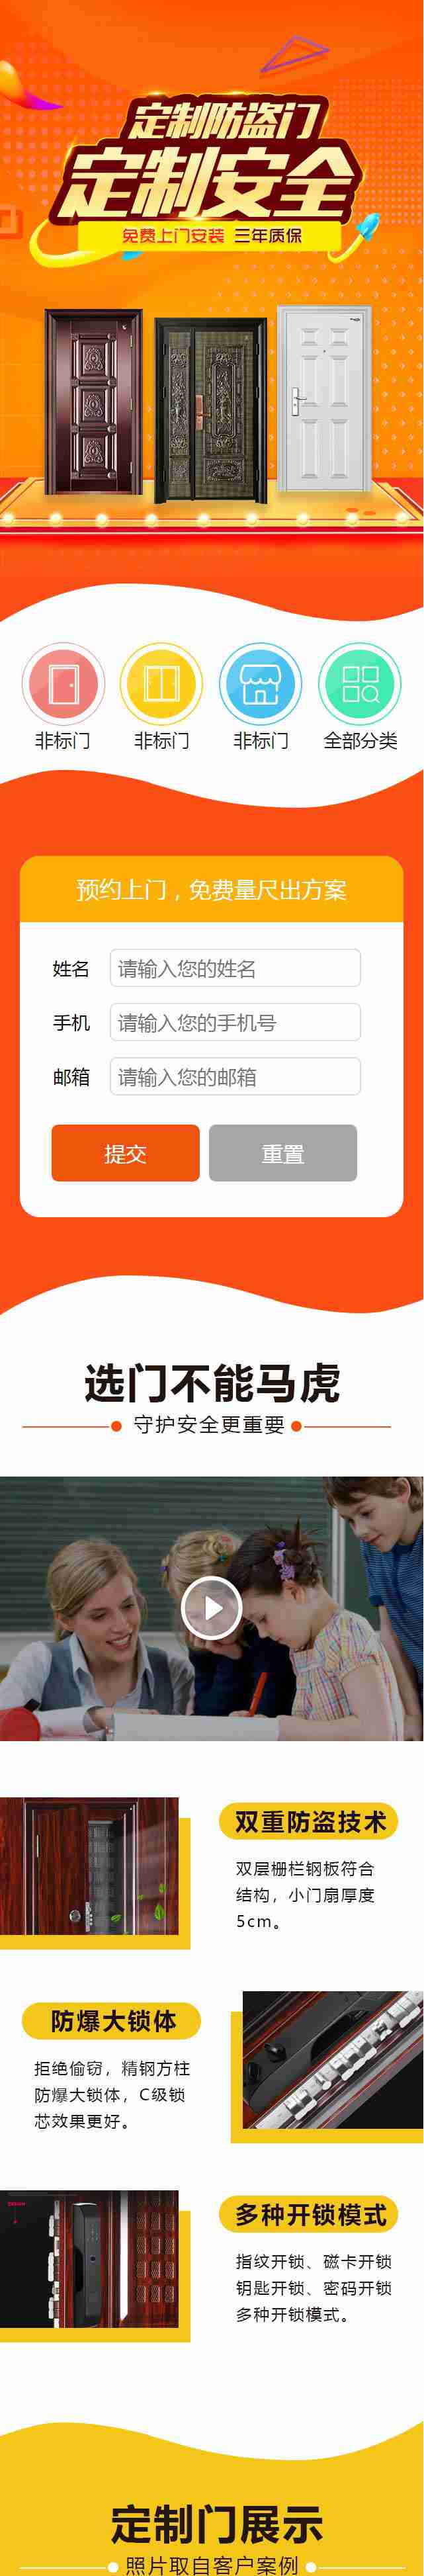 定制防盗门
定制安全
免费上门安装 三年质保
非标门
非标门
非标门
全部分类
预约上门，免费量尺出方案
姓名
请输入您的姓名
手机
请输入您的手机号
邮箱
请输入您的邮箱
提交
重置
选门不能马虎
守护安全更重要
双重防盗技术
双层栅栏钢板符合
结构，小门扇厚度
5cm。
防爆大锁体
拒绝偷窃，精钢方柱
防爆大锁体，C级锁
芯效果更好。
多种开锁模式
指纹开锁、磁卡开锁
钥匙开锁、密码开锁
多种开锁模式。
定制门展示
照片取自客户案例